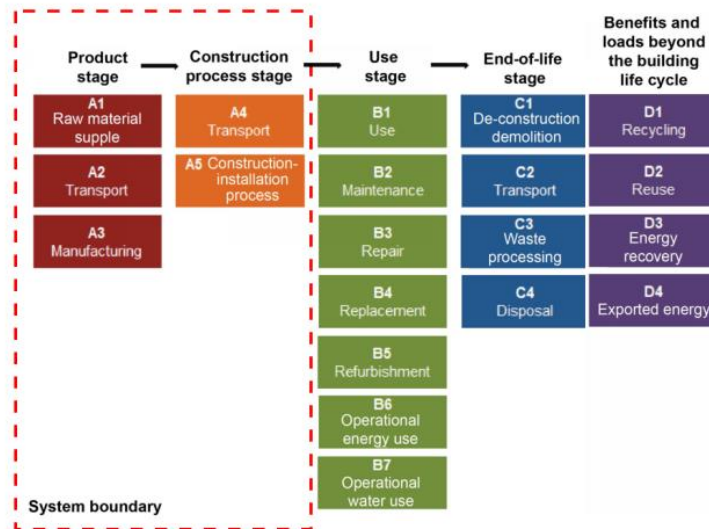 Product
stage
Construction
process stage
Use
stage
End-of-life
stage
Benefits and
loads beyond
the building
life cycle
A1
Raw material
supple
A2
Transport
A3
Manufacturing
A4
Transport
A5 Construction-
installation
process
B1
Use
B2
Maintenance
B3
Repair
B4
Replacement
B5
Refurbishment
B6
Operational
energy use
B7
Operational
water use
C1
De-construction
demolition
C2
Transport
C3
Waste
processing
C4
Disposal
D1
Recycling
D2
Reuse
D3
Energy
recovery
D4
Exported energy
System boundary